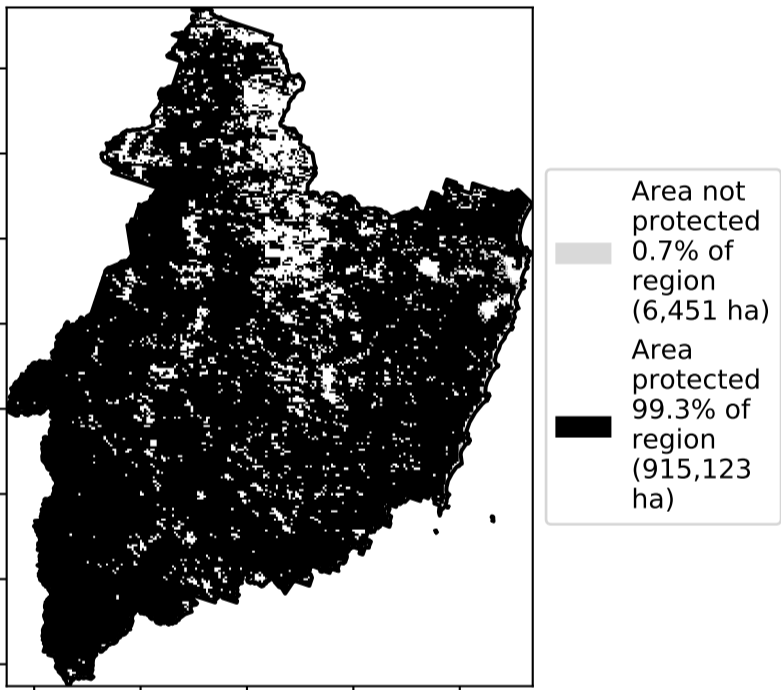 Area not
protected
0.7% of
region
(6,451 ha)
Area
protected
99.3% of
region
(915,123
ha)